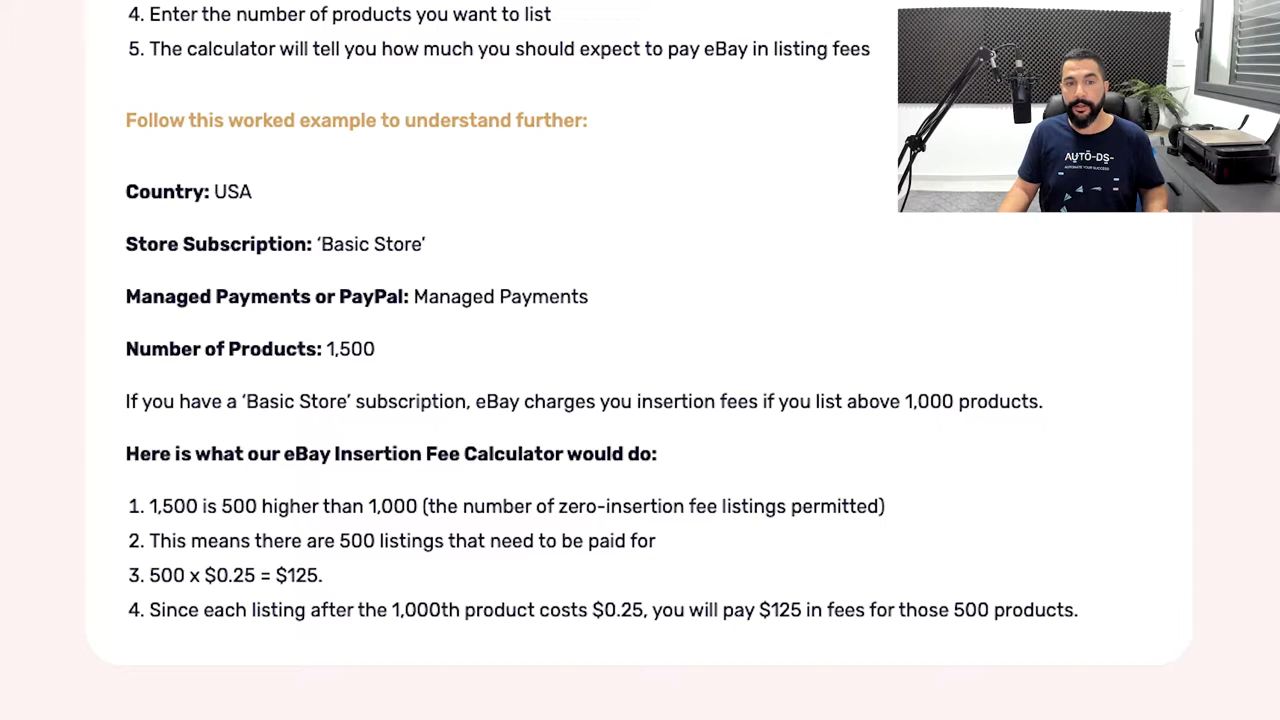 4. Enter the number of products you want to list
5. The calculator will tell you how much you should expect to pay eBay in listing fees
Follow this worked example to understand further:
Country: USA
Store Subscription: ‘Basic Store’
Managed Payments or PayPal: Managed Payments
Number of Products: 1,500
If you have a ‘Basic Store’ subscription, eBay charges you insertion fees if you list above 1,000 products.
Here is what our eBay Insertion Fee Calculator would do:
1. 1,500 is 500 higher than 1,000 (the number of zero-insertion fee listings permitted)
2. This means there are 500 listings that need to be paid for
3. 500 x $0.25 = $125.
4. Since each listing after the 1,000th product costs $0.25, you will pay $125 in fees for those 500 products.
AUTO-DS-
AUTOMATE YOUR SUCCESS